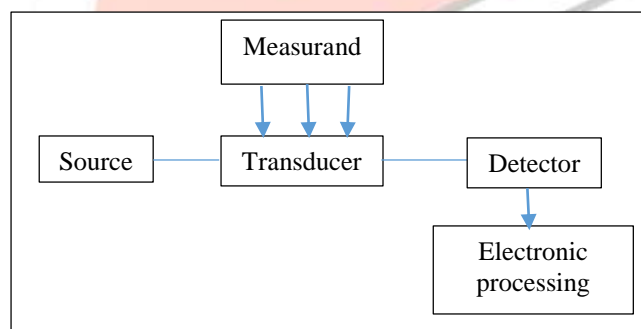 Measurand
Source
Transducer
Detector
Electronic
processing